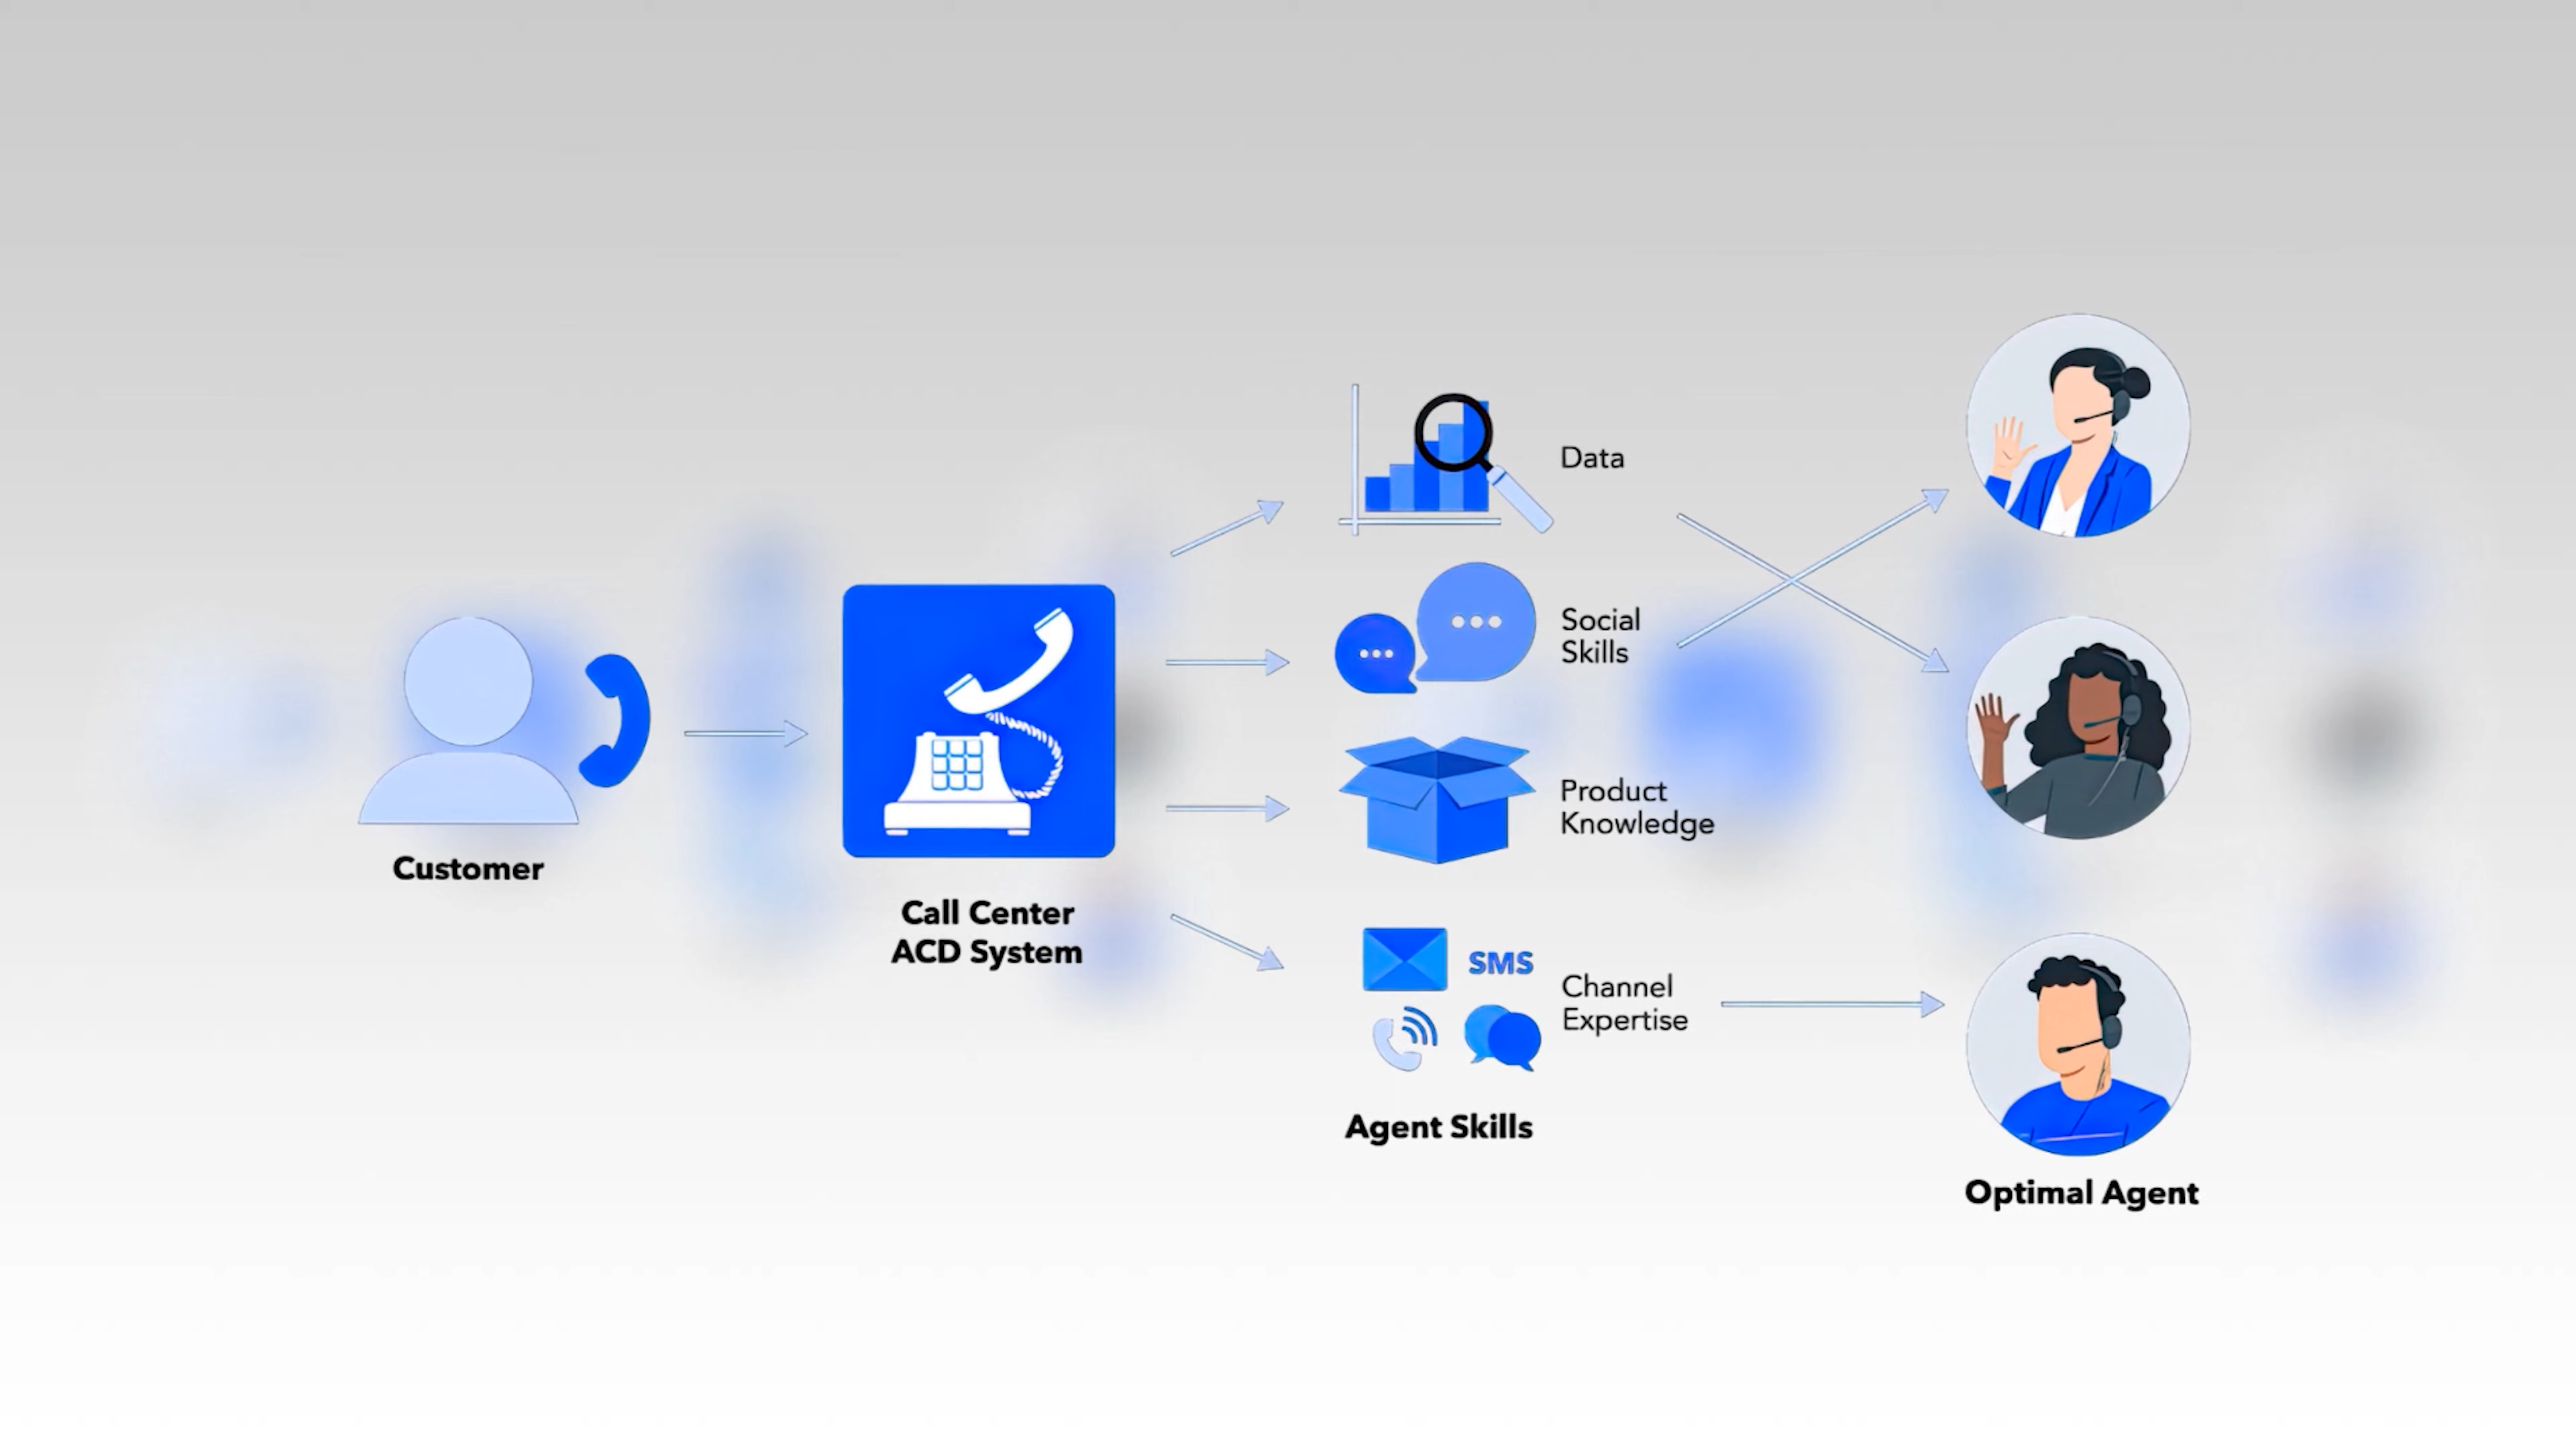 Customer
Call Center
ACD System
Data
Social
Skills
Product
Knowledge
SMS
Channel
Expertise
Agent Skills
Optimal Agent